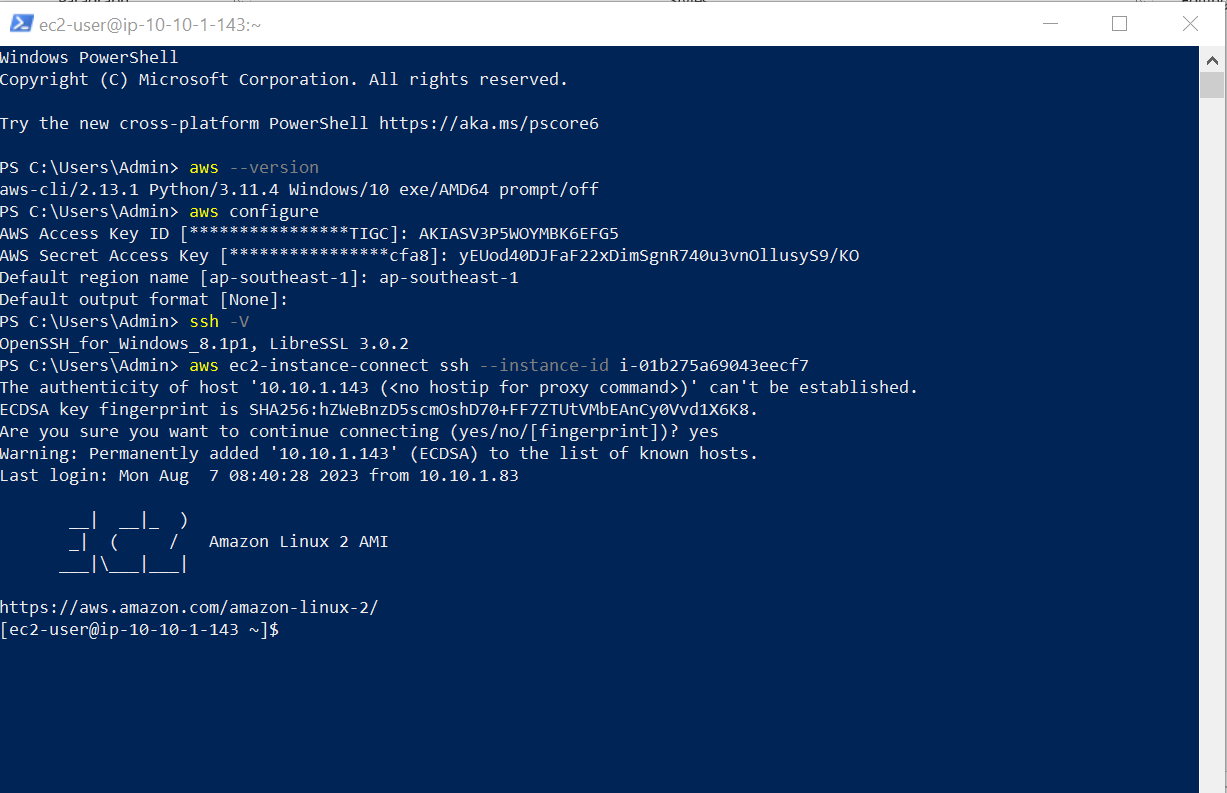 ec2-user@ip-10-10-1-143:~
Windows PowerShell
Copyright (C) Microsoft Corporation. All rights reserved.
Try the new cross-platform PowerShell https://aka.ms/pscore6
PS C:\Users\Admin> aws --version
aws-cli/2.13.1 Python/3.11.4 Windows/10 exe/AMD64 prompt/off
PS C:\Users\Admin> aws configure
AWS Access Key ID [****************TIGC]: AKIASV3P5WOYMBK6EFG5
AWS Secret Access Key [****************cfa8]: 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
Default region name [ap-southeast-1]: ap-southeast-1
Default output format [None]:
PS C:\Users\Admin> ssh -V
OpenSSH_for_Windows_8.1p1, LibreSSL 3.0.2
PS C:\Users\Admin> aws ec2-instance-connect ssh --instance-id i-01b275a69043eecf7
The authenticity of host '10.10.1.143 (<no hostip for proxy command>)' can't be established.
ECDSA key fingerprint is SHA256:hZWeBnzD5scmOshD70+FF7ZTUtVMbEAnCy0Vvd1X6K8.
Are you sure you want to continue connecting (yes/no/[fingerprint])? yes
Warning: Permanently added '10.10.1.143' (ECDSA) to the list of known hosts.
Last login: Mon Aug  7 08:40:28 2023 from 10.10.1.83
       __|  __|_  )
       _|  (     /   Amazon Linux 2 AMI
      ___|\___|___|
https://aws.amazon.com/amazon-linux-2/
[ec2-user@ip-10-10-1-143 ~]$